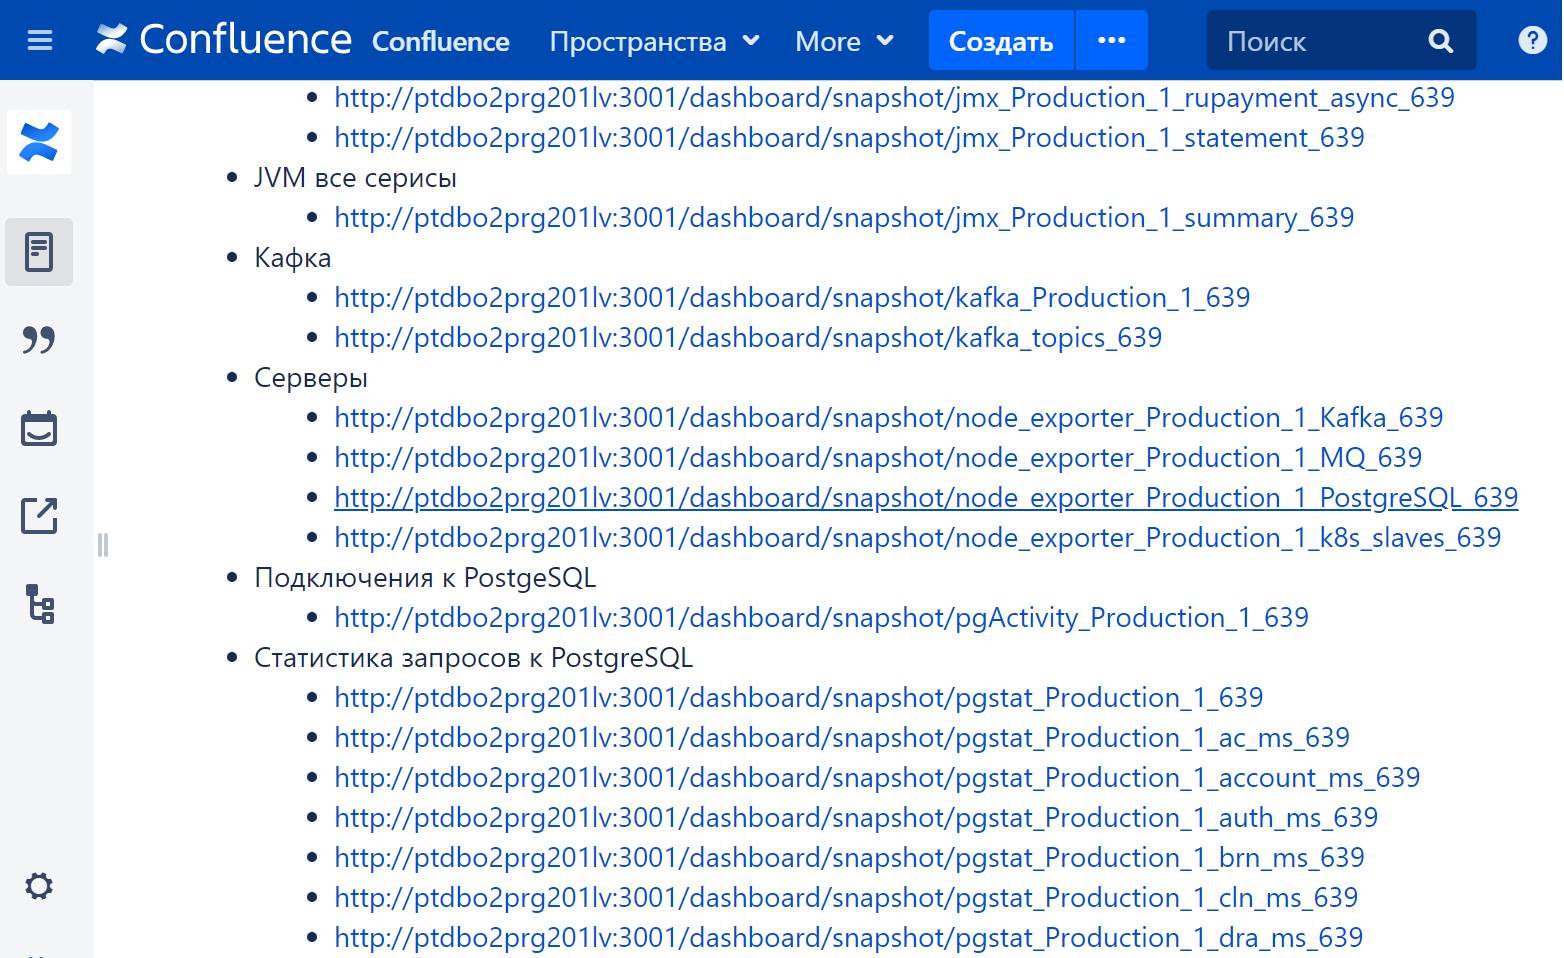 Confluence Confluence Пространства More Создать ••• Поиск ?
http://ptdbo2prg201lv:3001/dashboard/snapshot/jmx_Production_1_rupayment_async_639
http://ptdbo2prg201lv:3001/dashboard/snapshot/jmx_Production_1_statement_639
JVM все серисы
http://ptdbo2prg201lv:3001/dashboard/snapshot/jmx_Production_1_summary_639
Кафка
http://ptdbo2prg201lv:3001/dashboard/snapshot/kafka_Production_1_639
http://ptdbo2prg201lv:3001/dashboard/snapshot/kafka_topics_639
Серверы
http://ptdbo2prg201lv:3001/dashboard/snapshot/node_exporter_Production_1_Kafka_639
http://ptdbo2prg201lv:3001/dashboard/snapshot/node_exporter_Production_1_MQ_639
http://ptdbo2prg201lv:3001/dashboard/snapshot/node_exporter_Production_1_PostgreSQL_639
http://ptdbo2prg201lv:3001/dashboard/snapshot/node_exporter_Production_1_k8s_slaves_639
Подключения к PostgeSQL
http://ptdbo2prg201lv:3001/dashboard/snapshot/pgActivity_Production_1_639
Статистика запросов к PostgreSQL
http://ptdbo2prg201lv:3001/dashboard/snapshot/pgstat_Production_1_639
http://ptdbo2prg201lv:3001/dashboard/snapshot/pgstat_Production_1_ac_ms_639
http://ptdbo2prg201lv:3001/dashboard/snapshot/pgstat_Production_1_account_ms_639
http://ptdbo2prg201lv:3001/dashboard/snapshot/pgstat_Production_1_auth_ms_639
http://ptdbo2prg201lv:3001/dashboard/snapshot/pgstat_Production_1_brn_ms_639
http://ptdbo2prg201lv:3001/dashboard/snapshot/pgstat_Production_1_cln_ms_639
http://ptdbo2prg201lv:3001/dashboard/snapshot/pgstat_Production_1_dra_ms_639